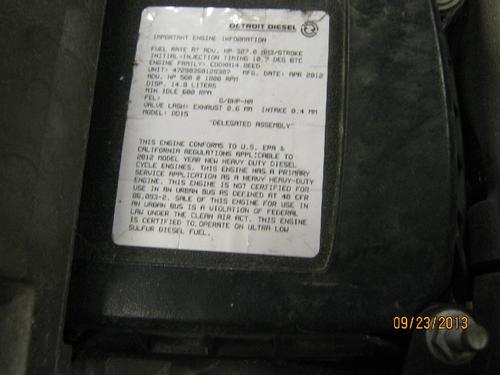 DETROIT DIESEL
IMPORTANT ENGINE INFORMATION
FUEL RATE AT ADV. HP 327.0 MM3/STROKE
INITIAL INJECTION TIMING 10.7 DEG BTC
ENGINE FAMILY: CDDXH14.8EED
UNIT: 472909S0129387 MFG. DATE: APR 2012
ADV. HP 560 @ 1800 RPM
DISP. 14.8 LITERS
MIN IDLE 600 RPM
FEL: G/BHP-HR
VALVE LASH: EXHAUST 0.6 MM INTAKE 0.4 MM
MODEL: DD15
"DELEGATED ASSEMBLY"
THIS ENGINE CONFORMS TO U.S. EPA &
CALIFORNIA REGULATIONS APPLICABLE TO
2012 MODEL YEAR NEW HEAVY DUTY DIESEL
CYCLE ENGINES. THIS ENGINE HAS A PRIMARY
SERVICE APPLICATION AS A HEAVY HEAVY-DUTY
ENGINE. THIS ENGINE IS NOT CERTIFIED FOR
USE IN AN URBAN BUS AS DEFINED AT 40 CFR
86.093-2. SALE OF THIS ENGINE FOR USE IN
AN URBAN BUS IS A VIOLATION OF FEDERAL
LAW UNDER THE CLEAN AIR ACT. THIS ENGINE
IS CERTIFIED TO OPERATE ON ULTRA LOW
SULFUR DIESEL FUEL.
09/23/2013